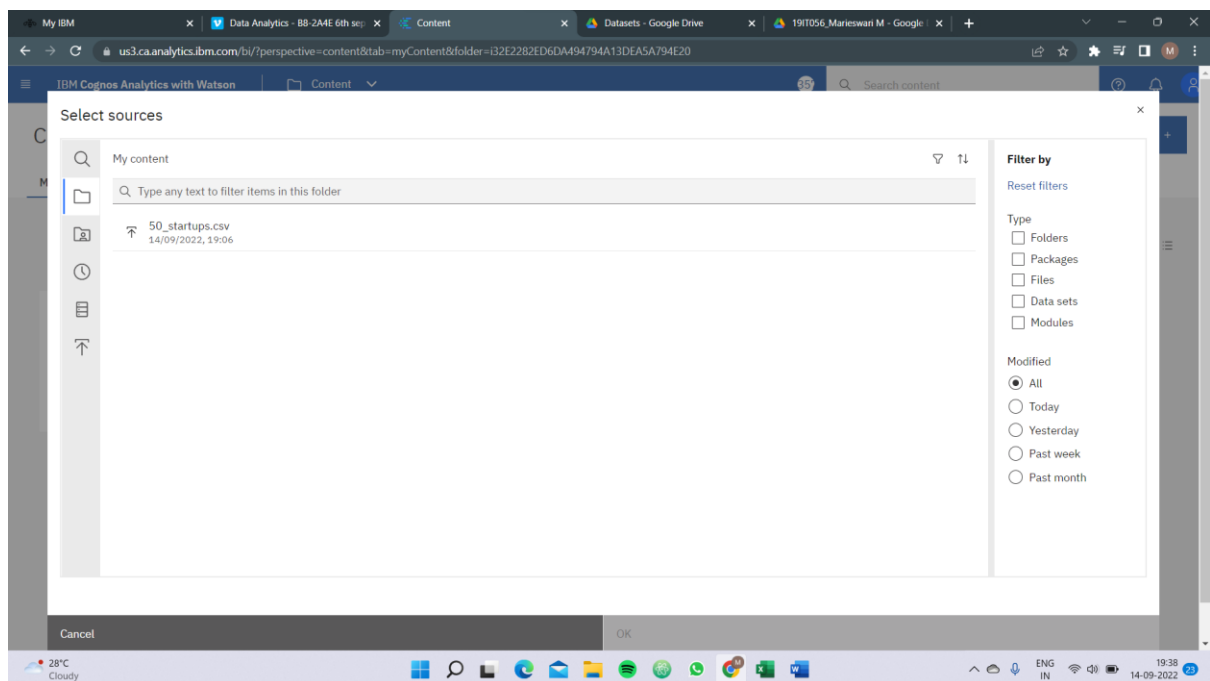 My IBM
Data Analytics - B8-2A4E 6th sep
Content
Datasets - Google Drive
19IT056_Marieswari M - Google
us3.ca.analytics.ibm.com/bi/?perspective=content&tab=myContent&folder=i32E2282ED6DA494794A13DEA5A794E20
M
IBM Cognos Analytics with Watson
Content
Search content
Select sources
My content
Type any text to filter items in this folder
50_startups.csv
14/09/2022, 19:06
Filter by
Reset filters
Type
Folders
Packages
Files
Data sets
Modules
Modified
All
Today
Yesterday
Past week
Past month
Cancel
OK
28°C
Cloudy
ENG
IN
19:38
14-09-2022
23